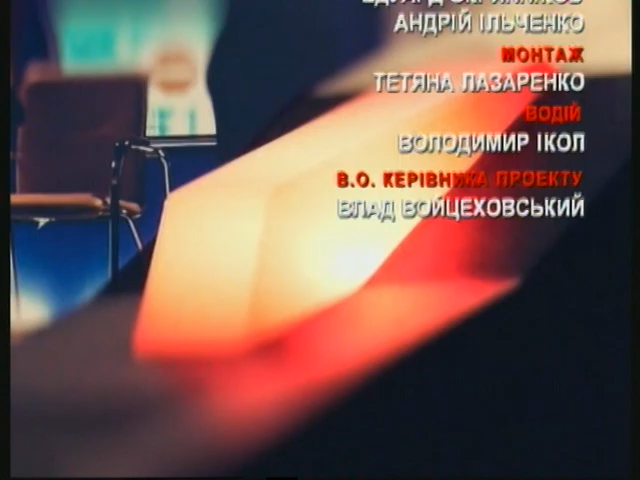 АНДРІЙ ІЛЬЧЕНКО
МОНТАЖ
ТЕТЯНА ЛАЗАРЕНКО
ВОДІЙ
ВОЛОДИМИР ІКОЛ
В.О. КЕРІВНИКА ПРОЕКТУ
ВЛАД ВОЙЦЕХОВСЬКИЙ